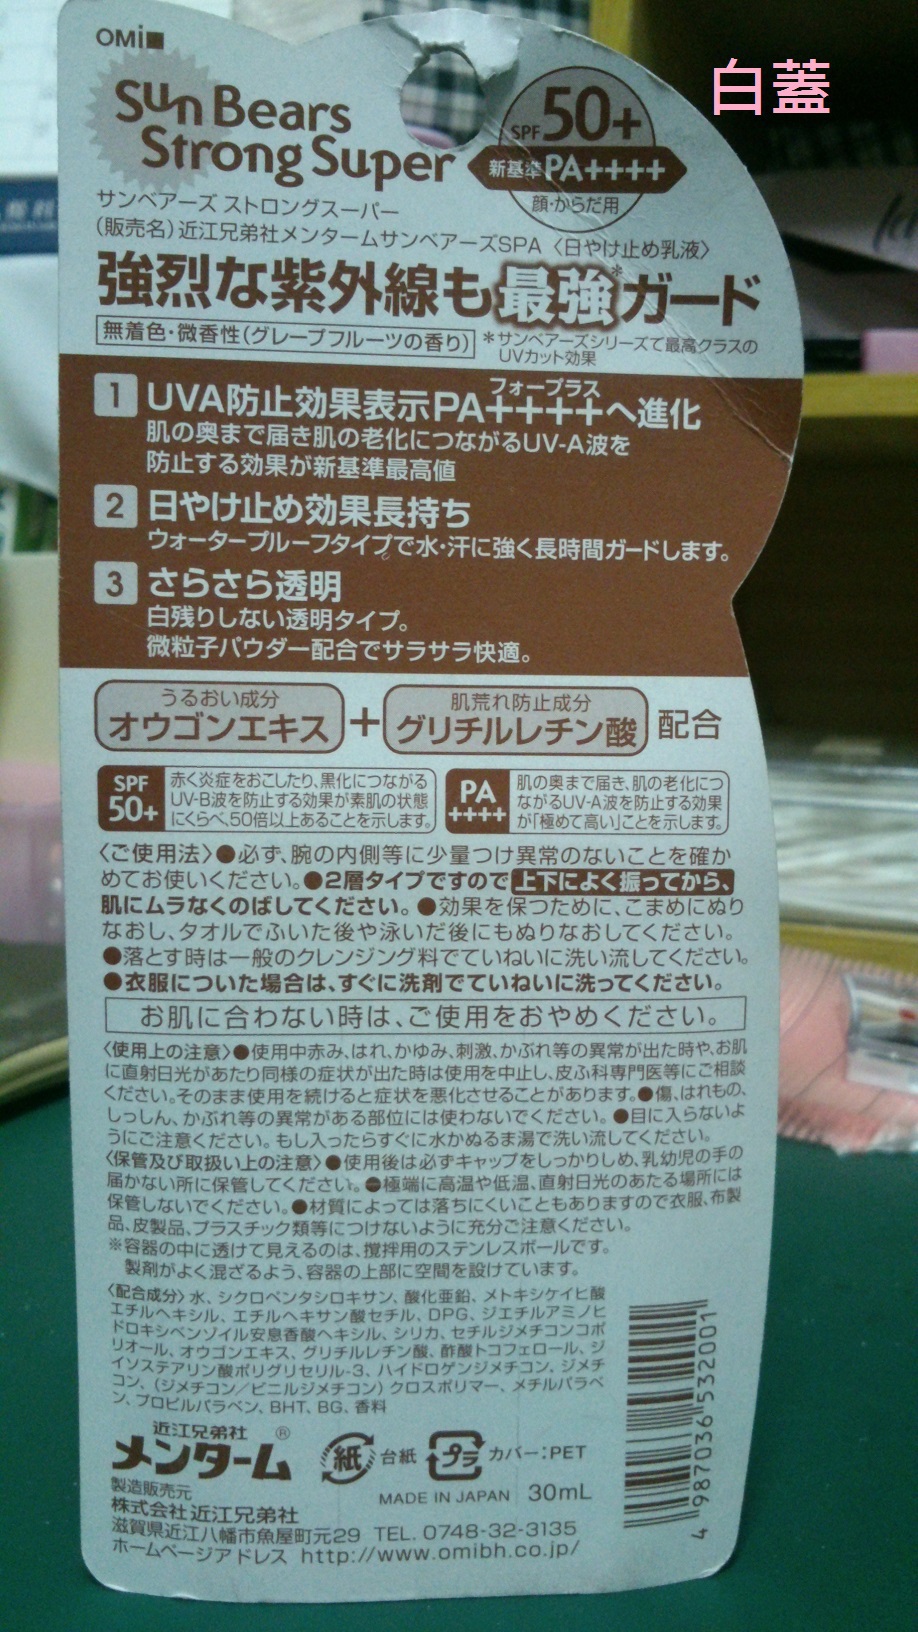 OMi
白蓋
Sun Bears
Strong Super
SPF50+
新基準PA++++
顔・からだ用
サンベアーズ ストロングスーパー
(販売名)近江兄弟社メンタームサンベアーズSPA 〈日やけ止め乳液〉
強烈な紫外線も最強*ガード
無着色・微香性(グレープフルーツの香り)
*サンベアーズシリーズで最高クラスの
UVカット効果
1 UVA防止効果表示PA++++へ進化
フォープラス
肌の奥まで届き肌の老化につながるUV-A波を
防止する効果が新基準最高値
2 日やけ止め効果長持ち
ウォータープルーフタイプで水・汗に強く長時間ガードします。
3 さらさら透明
白残りしない透明タイプ。
微粒子パウダー配合でサラサラ快適。
うるおい成分
オウゴンエキス
+
肌荒れ防止成分
グリチルレチン酸
配合
SPF
50+
赤く炎症をおこしたり、黒化につながる
UV-B波を防止する効果が素肌の状態
にくらべ、50倍以上あることを示します。
PA
++++
肌の奥まで届き、肌の老化につ
ながるUV-A波を防止する効果
が「極めて高い」ことを示します。
〈ご使用法〉●必ず、腕の内側等に少量つけ異常のないことを確か
めてお使いください。●2層タイプですので上下によく振ってから、
肌にムラなくのばしてください。●効果を保つために、こまめにぬり
なおし、タオルでふいた後や泳いだ後にもぬりなおしてください。
●落とす時は一般のクレンジング料でていねいに洗い流してください。
●衣服についた場合は、すぐに洗剤でていねいに洗ってください。
お肌に合わない時は、ご使用をおやめください。
〈使用上の注意〉●使用中赤み、はれ、かゆみ、刺激、かぶれ等の異常が出た時や、お肌
に直射日光があたり同様の症状が出た時は使用を中止し、皮ふ科専門医等にご相談
ください。そのまま使用を続けると症状を悪化させることがあります。●傷、はれもの、
しっしん、かぶれ等の異常がある部位には使わないでください。●目に入らないよ
うにご注意ください。もし入ったらすぐに水かぬるま湯で洗い流してください。
〈保管及び取扱い上の注意〉●使用後は必ずキャップをしっかりしめ、乳幼児の手の
届かない所に保管してください。●極端に高温や低温、直射日光のあたる場所には
保管しないでください。●材質によっては落ちにくいこともありますので衣服、布製
品、皮製品、プラスチック類等につけないように充分ご注意ください。
※容器の中に透けて見えるのは、撹拌用のステンレスボールです。
製剤がよく混ざるよう、容器の上部に空間を設けています。
〈配合成分〉水、シクロペンタシロキサン、酸化亜鉛、メトキシケイヒ酸
エチルヘキシル、エチルヘキサン酸セチル、DPG、ジエチルアミノヒ
ドロキシベンゾイル安息香酸ヘキシル、シリカ、セチルジメチコンコポ
リオール、オウゴンエキス、グリチルレチン酸、酢酸トコフェロール、ジ
イソステアリン酸ポリグリセリル-3、ハイドロゲンジメチコン、ジメチ
コン、(ジメチコン/ビニルジメチコン)クロスポリマー、メチルパラベ
ン、プロピルパラベン、BHT、BG、香料
近江兄弟社
メンターム®
紙 台紙
プラ カバー:PET
MADE IN JAPAN 30mL
製造販売元
株式会社近江兄弟社
滋賀県近江八幡市魚屋町元29 TEL. 0748-32-3135
ホームページアドレス http://www.omibh.co.jp/
4 987036 532001